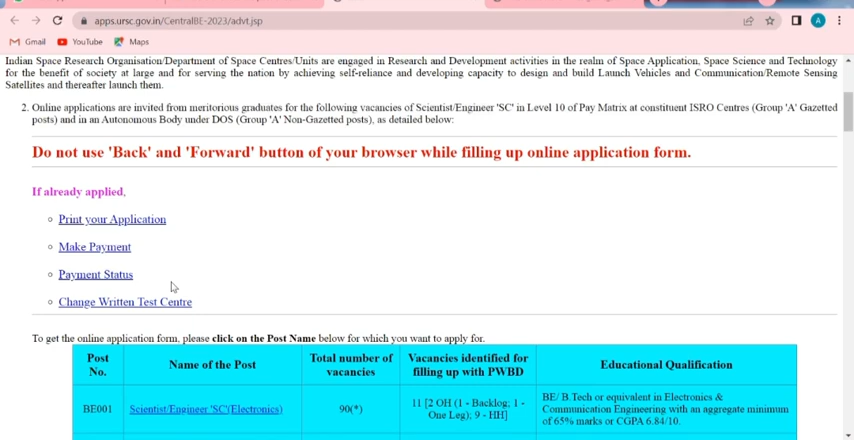 apps.ursc.gov.in/CentralBE-2023/advt.jsp
A
Gmail YouTube Maps
Indian Space Research Organisation/Department of Space Centres/Units are engaged in Research and Development activities in the realm of Space Application, Space Science and Technology
for the benefit of society at large and for serving the nation by achieving self-reliance and developing capacity to design and build Launch Vehicles and Communication/Remote Sensing
Satellites and thereafter launch them.
2. Online applications are invited from meritorious graduates for the following vacancies of Scientist/Engineer 'SC' in Level 10 of Pay Matrix at constituent ISRO Centres (Group 'A' Gazetted
posts) and in an Autonomous Body under DOS (Group 'A' Non-Gazetted posts), as detailed below:
Do not use 'Back' and 'Forward' button of your browser while filling up online application form.
If already applied,
Print your Application
Make Payment
Payment Status
Change Written Test Centre
To get the online application form, please click on the Post Name below for which you want to apply for.
Post No. Name of the Post Total number of vacancies Vacancies identified for filling up with PWBD Educational Qualification
BE001 Scientist/Engineer 'SC'(Electronics) 90(*) 11 [2 OH (1 - Backlog; 1 - One Leg); 9 - HH] BE/ B.Tech or equivalent in Electronics & Communication Engineering with an aggregate minimum of 65% marks or CGPA 6.84/10.